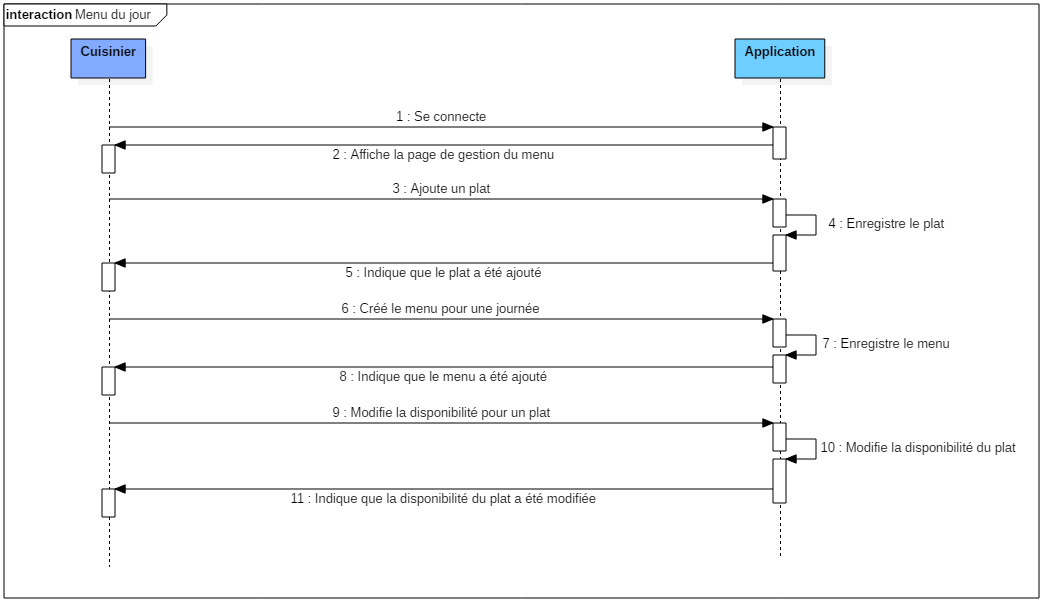 interaction Menu du jour
Cuisinier
Application
1 : Se connecte
2 : Affiche la page de gestion du menu
3 : Ajoute un plat
4 : Enregistre le plat
5 : Indique que le plat a été ajouté
6 : Créé le menu pour une journée
7 : Enregistre le menu
8 : Indique que le menu a été ajouté
9 : Modifie la disponibilité pour un plat
10 : Modifie la disponibilité du plat
11 : Indique que la disponibilité du plat a été modifiée